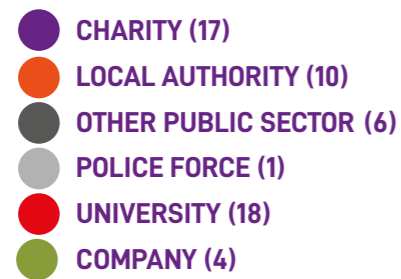 CHARITY (17)
LOCAL AUTHORITY (10)
OTHER PUBLIC SECTOR (6)
POLICE FORCE (1)
UNIVERSITY (18)
COMPANY (4)